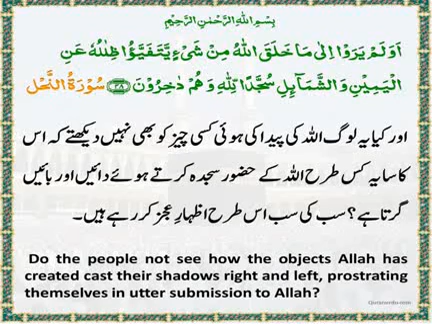 بِسْمِ اللهِ الرَّحْمٰنِ الرَّحِيْمِ
اَوَلَمْ يَرَوْا اِلٰى مَا خَلَقَ اللّٰهُ مِنْ شَىْءٍ يَّتَفَيَّؤُا ظِلٰلُهٗ عَنِ
الْيَمِيْنِ وَالشَّمَآئِلِ سُجَّدًا لِّلّٰهِ وَهُمْ دٰخِرُوْنَ ﴿۴۸﴾ سُوْرَةُ النَّحْل
اور کیا یہ لوگ اللہ کی پیدا کی ہوئی کسی چیز کو بھی نہیں دیکھتے کہ اس
کا سایہ کس طرح اللہ کے حضور سجدہ کرتے ہوئے دائیں اور بائیں
گرتا ہے؟ سب کی سب اس طرح اظہارِ عجز کر رہے ہیں۔
Do the people not see how the objects Allah has
created cast their shadows right and left, prostrating
themselves in utter submission to Allah?